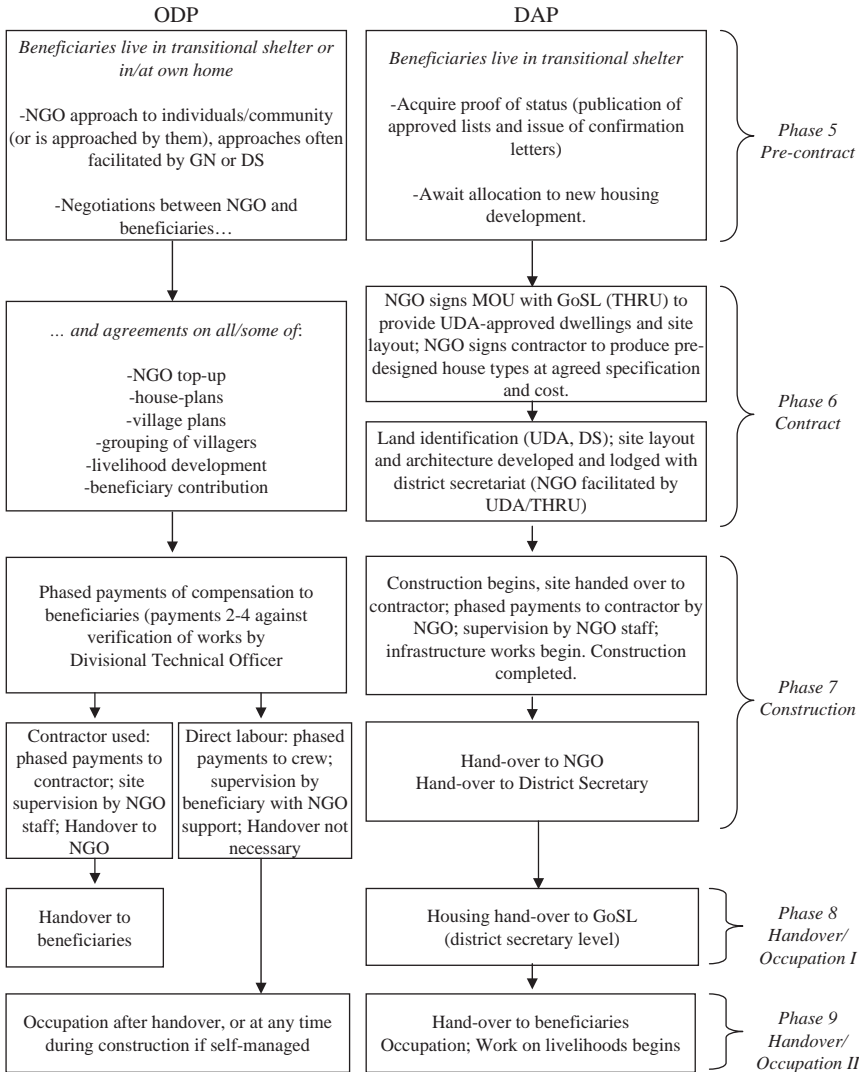 ODP
Beneficiaries live in transitional shelter or
in/at own home
-NGO approach to individuals/community
(or is approached by them), approaches often
facilitated by GN or DS
-Negotiations between NGO and
beneficiaries…
… and agreements on all/some of:
-NGO top-up
-house-plans
-village plans
-grouping of villagers
-livelihood development
-beneficiary contribution
Phased payments of compensation to
beneficiaries (payments 2-4 against
verification of works by
Divisional Technical Officer
Contractor used:
phased payments to
contractor; site
supervision by NGO
staff; Handover to
NGO
Direct labour: phased
payments to crew;
supervision by
beneficiary with NGO
support; Handover not
necessary
Handover to
beneficiaries
Occupation after handover, or at any time
during construction if self-managed
DAP
Beneficiaries live in transitional shelter
-Acquire proof of status (publication of
approved lists and issue of confirmation
letters)
-Await allocation to new housing
development.
NGO signs MOU with GoSL (THRU) to
provide UDA-approved dwellings and site
layout; NGO signs contractor to produce pre-
designed house types at agreed specification
and cost.
Land identification (UDA, DS); site layout
and architecture developed and lodged with
district secretariat (NGO facilitated by
UDA/THRU)
Construction begins, site handed over to
contractor; phased payments to contractor by
NGO; supervision by NGO staff;
infrastructure works begin. Construction
completed.
Hand-over to NGO
Hand-over to District Secretary
Housing hand-over to GoSL
(district secretary level)
Hand-over to beneficiaries
Occupation; Work on livelihoods begins
Phase 5
Pre-contract
Phase 6
Contract
Phase 7
Construction
Phase 8
Handover/
Occupation I
Phase 9
Handover/
Occupation II